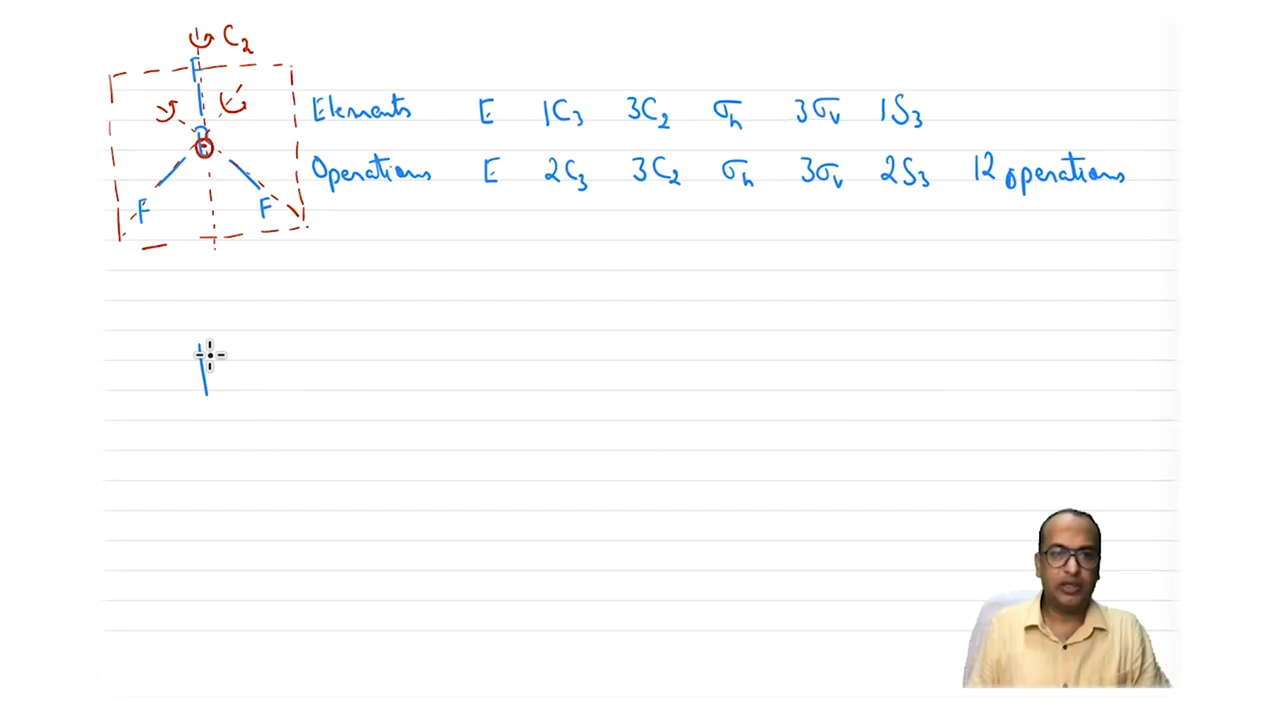 C₂
F
Elements E 1C₃ 3C₂ σₕ 3σᵥ 1S₃
Operations E 2C₃ 3C₂ σₕ 3σᵥ 2S₃ 12 operations
F F